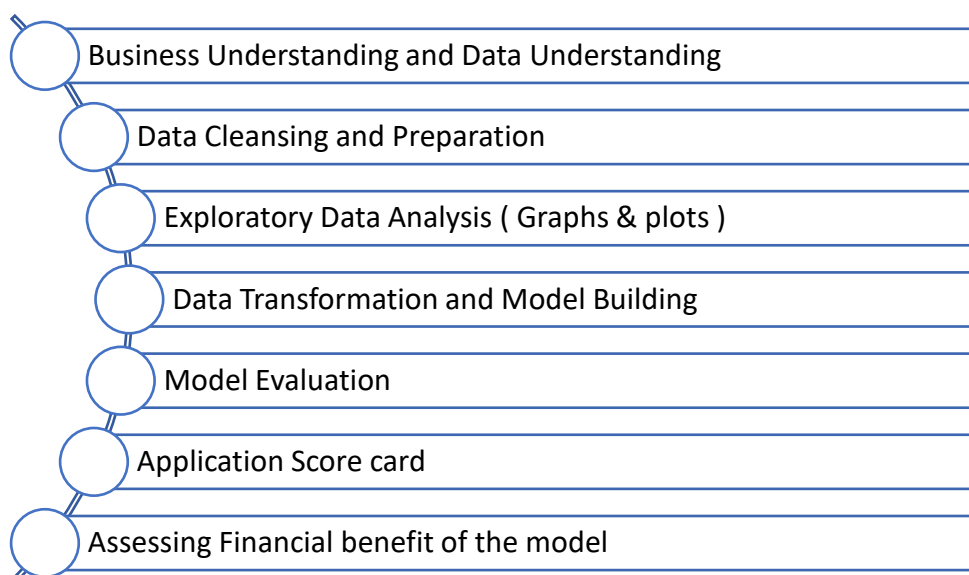 Business Understanding and Data Understanding
Data Cleansing and Preparation
Exploratory Data Analysis ( Graphs & plots )
Data Transformation and Model Building
Model Evaluation
Application Score card
Assessing Financial benefit of the model